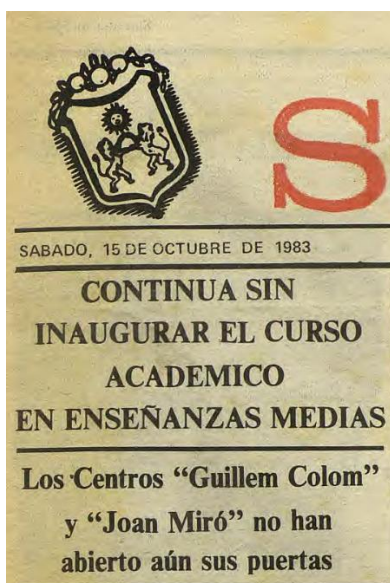 S
SABADO, 15 DE OCTUBRE DE 1983
CONTINUA SIN
INAUGURAR EL CURSO
ACADEMICO
EN ENSEÑANZAS MEDIAS
Los Centros “Guillem Colom”
y “Joan Miró” no han
abierto aún sus puertas